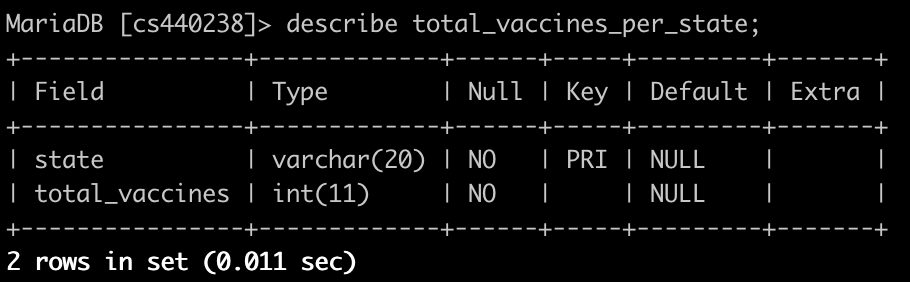 MariaDB [cs440238]> describe total_vaccines_per_state;
+----------------+-------------+------+-----+---------+-------+
| Field          | Type        | Null | Key | Default | Extra |
+----------------+-------------+------+-----+---------+-------+
| state          | varchar(20) | NO   | PRI | NULL    |       |
| total_vaccines | int(11)     | NO   |     | NULL    |       |
+----------------+-------------+------+-----+---------+-------+
2 rows in set (0.011 sec)